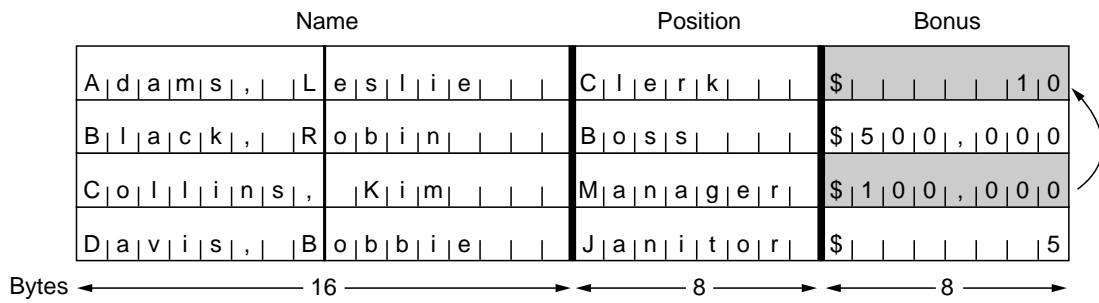 Name Position Bonus
Adams, Leslie Clerk $ 10
Black, Robin Boss $500,000
Collins, Kim Manager $100,000
Davis, Bobbie Janitor $ 5
Bytes 16 8 8